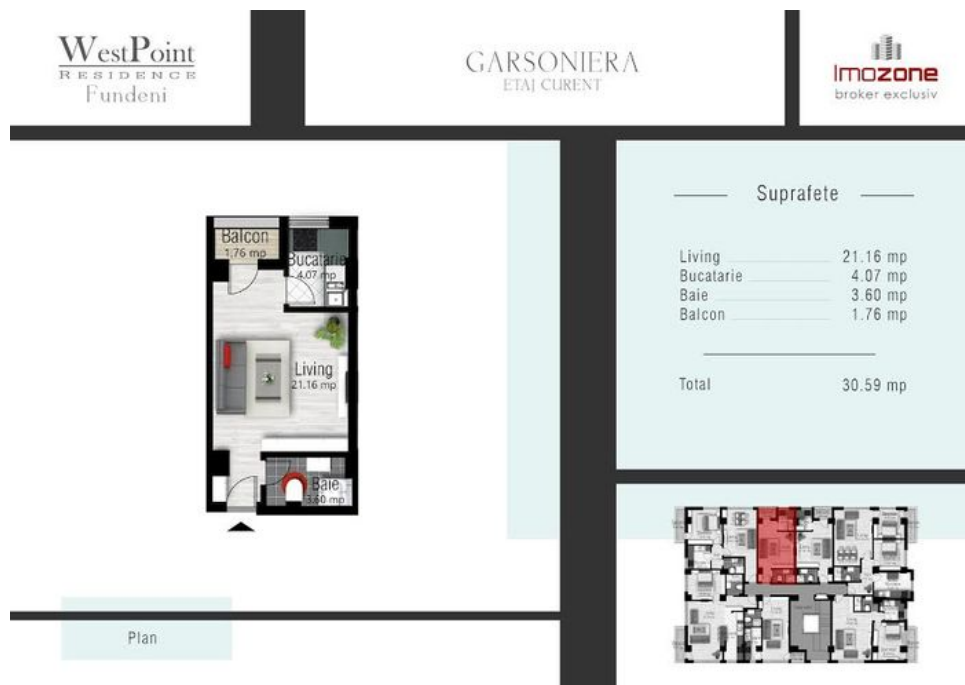 WestPoint
RESIDENCE
Fundeni
GARSONIERA
ETAJ CURENT
Imozone
broker exclusiv
Balcon
1.76 mp
Bucatarie
4.07 mp
Living
21.16 mp
Baie
3.60 mp
Suprafete
Living 21.16 mp
Bucatarie 4.07 mp
Baie 3.60 mp
Balcon 1.76 mp
Total 30.59 mp
Plan